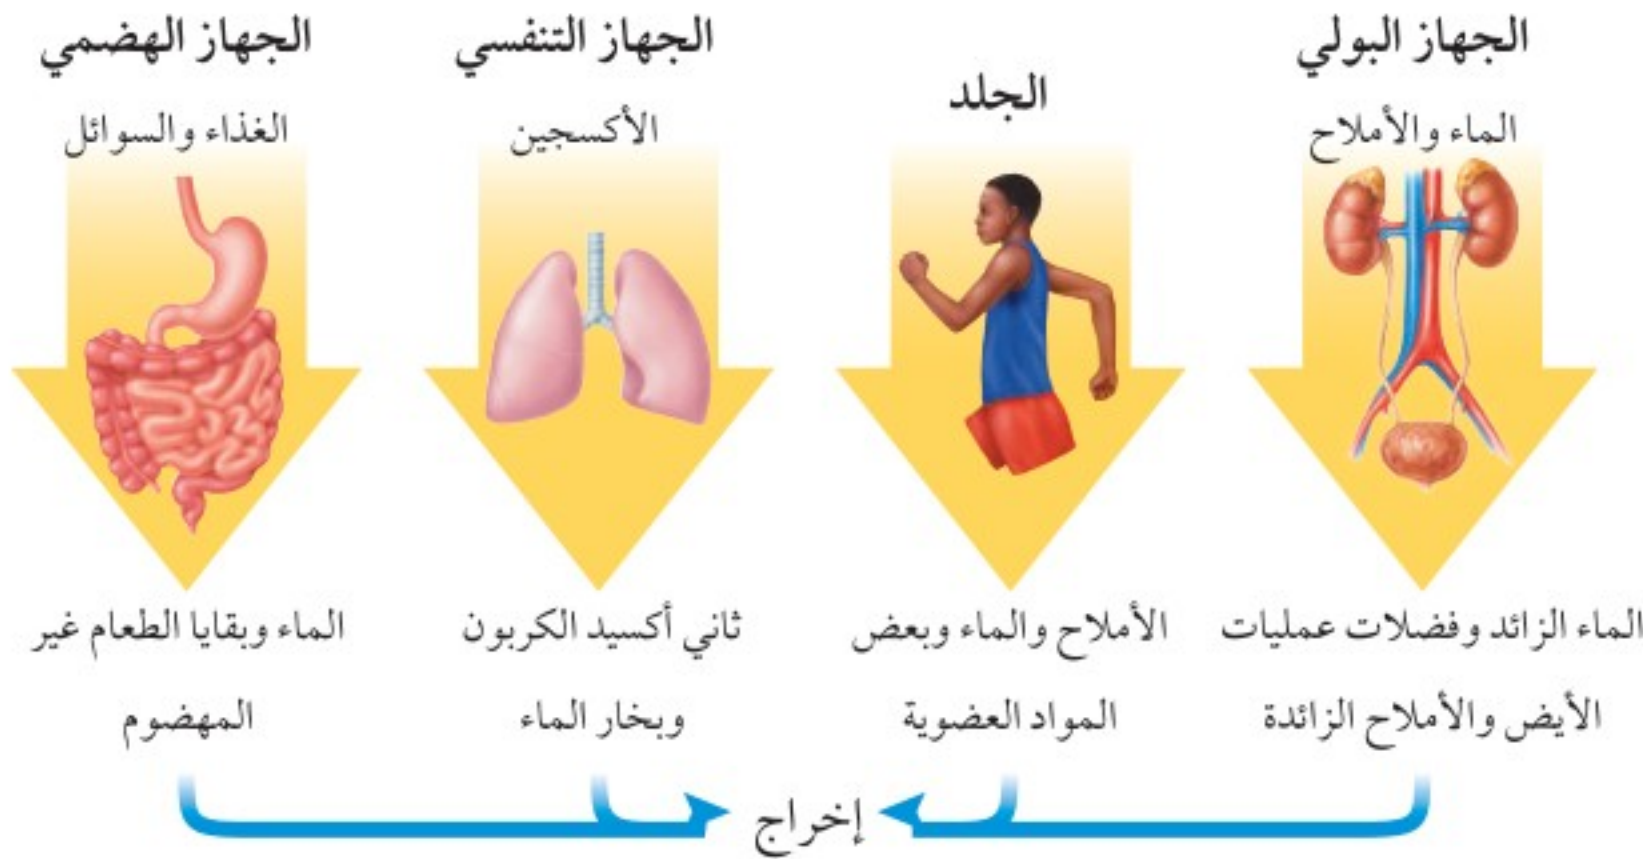 الجهاز البولي
الماء والأملاح
الماء الزائد وفضلات عمليات
الأيض والأملاح الزائدة
الجلد
الأملاح والماء وبعض
المواد العضوية
الجهاز التنفسي
الأكسجين
ثاني أكسيد الكربون
وبخار الماء
الجهاز الهضمي
الغذاء والسوائل
الماء وبقايا الطعام غير
المهضوم
إخراج